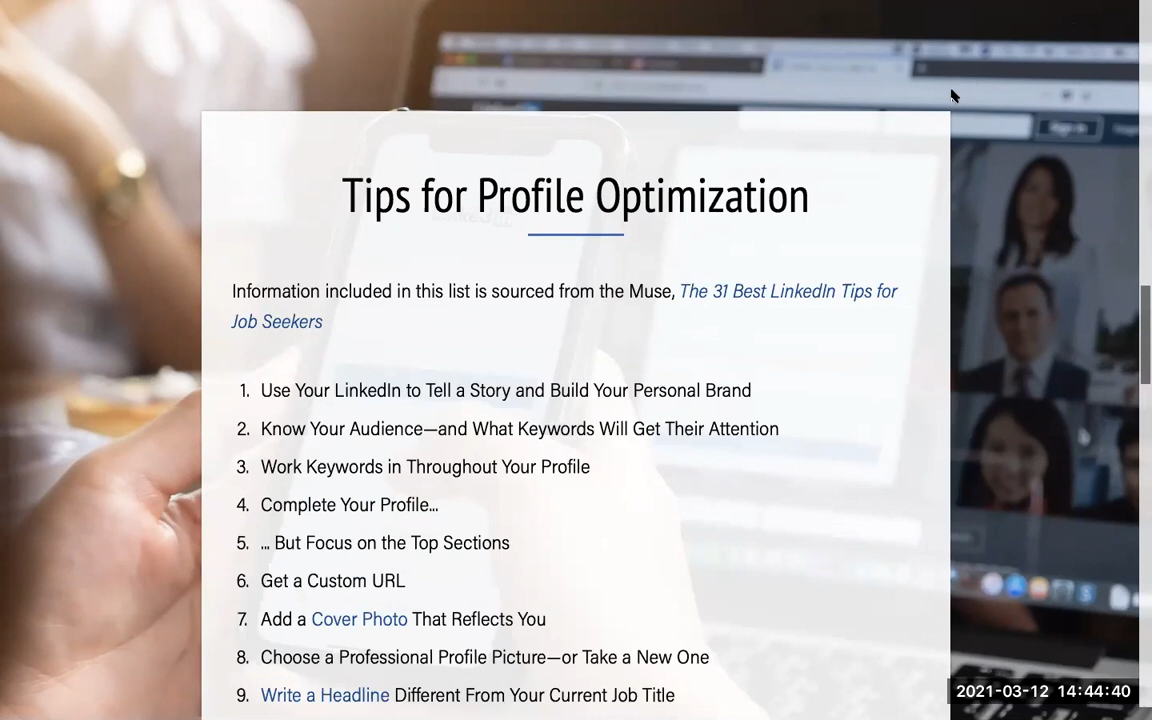 Tips for Profile Optimization
Information included in this list is sourced from the Muse, The 31 Best LinkedIn Tips for
Job Seekers
1. Use Your LinkedIn to Tell a Story and Build Your Personal Brand
2. Know Your Audience—and What Keywords Will Get Their Attention
3. Work Keywords in Throughout Your Profile
4. Complete Your Profile...
5. ... But Focus on the Top Sections
6. Get a Custom URL
7. Add a Cover Photo That Reflects You
8. Choose a Professional Profile Picture—or Take a New One
9. Write a Headline Different From Your Current Job Title
2021-03-12 14:44:40